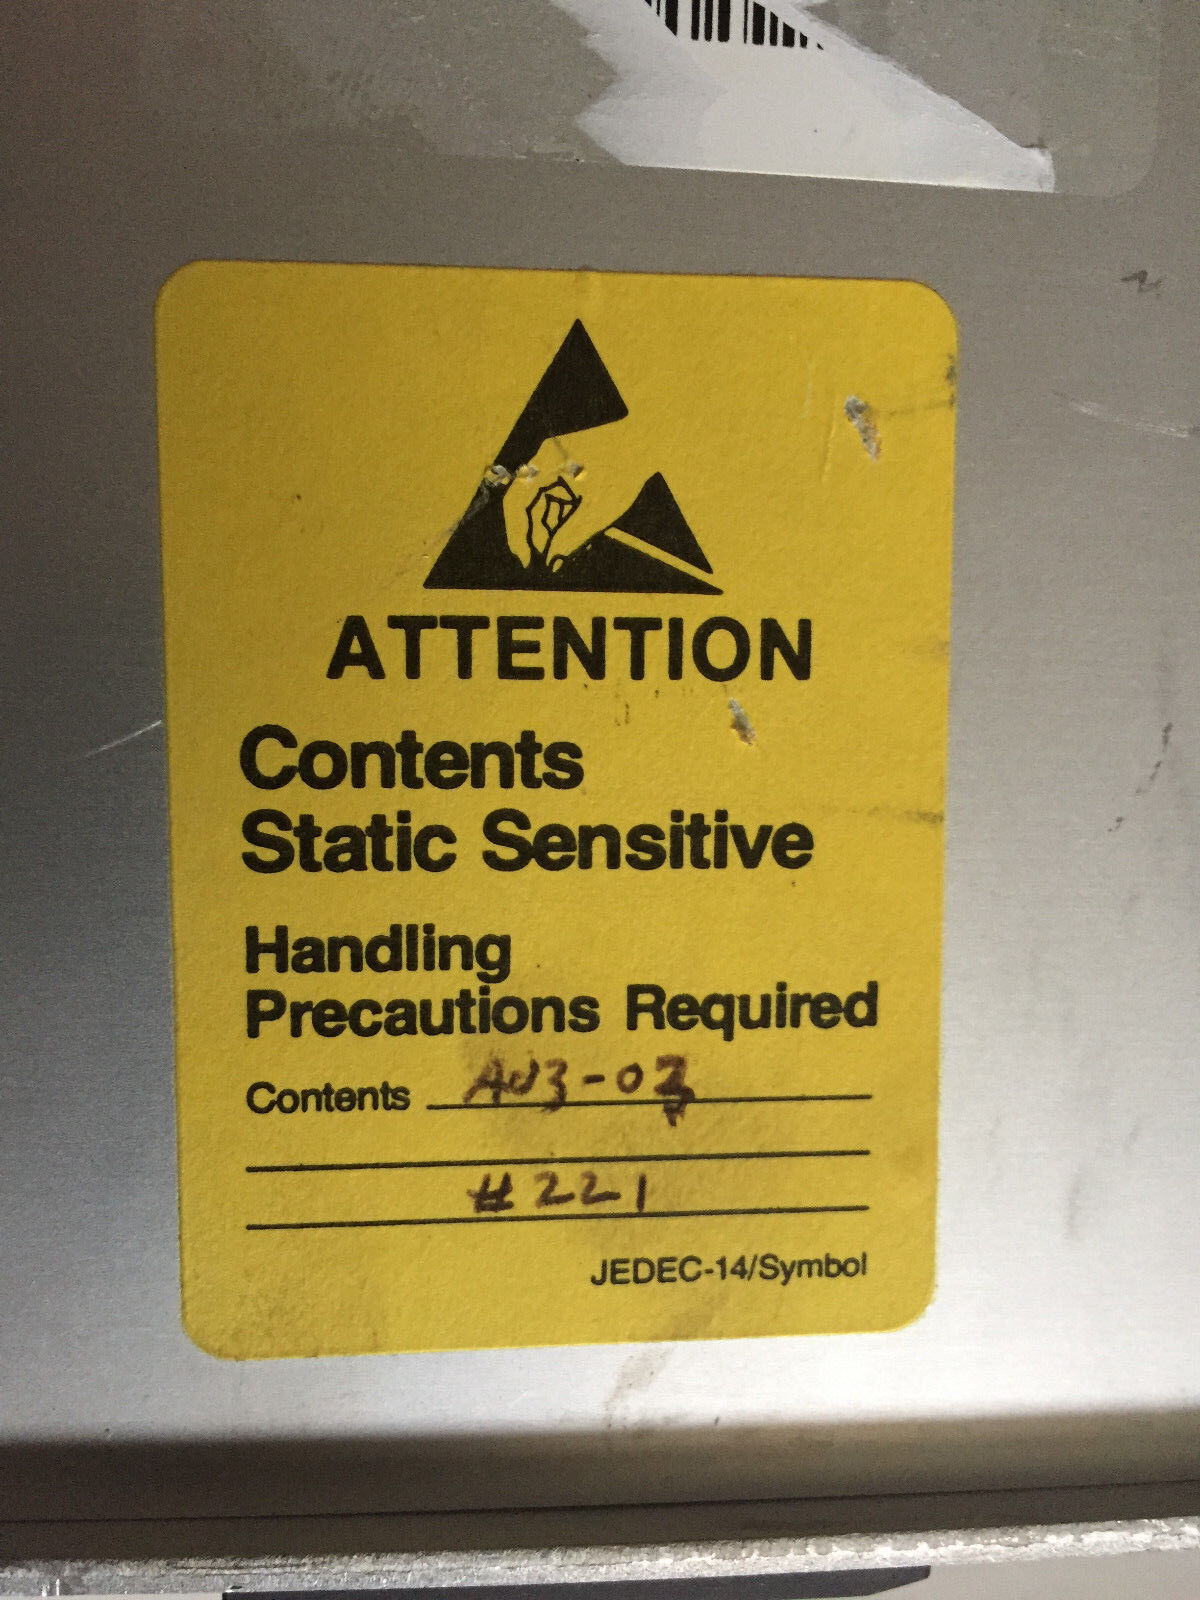 ATTENTION
Contents
Static Sensitive
Handling
Precautions Required
Contents
#221
JEDEC-14/Symbol